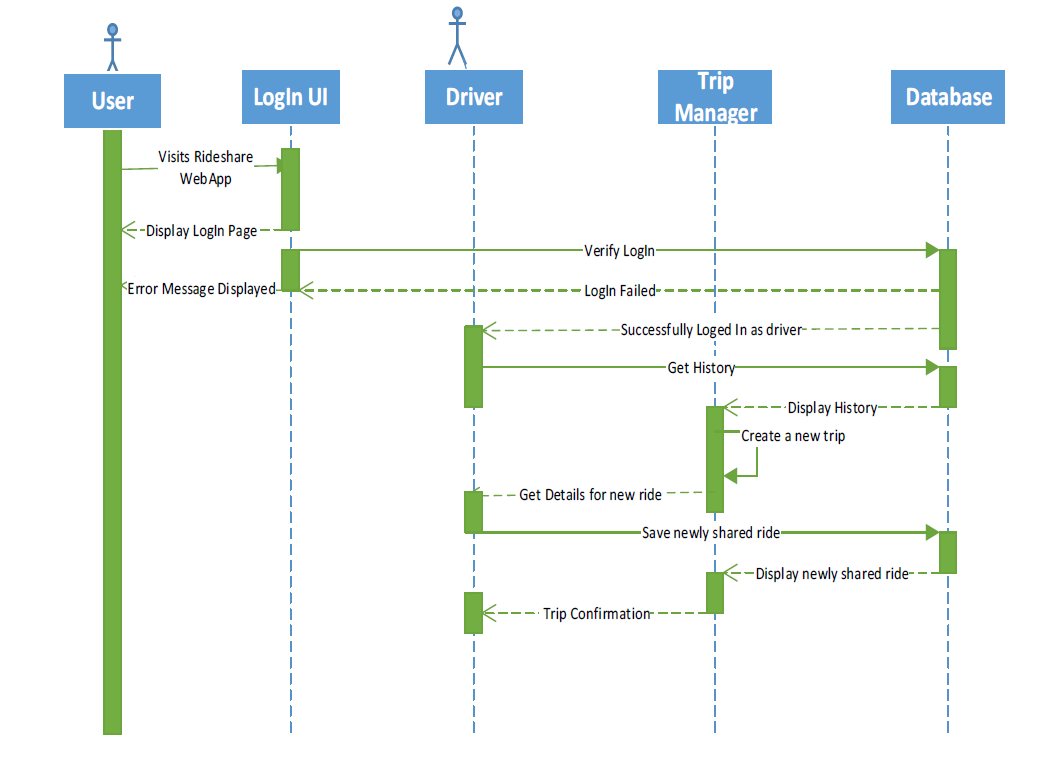 User
LogIn UI
Driver
Trip
Manager
Database
Visits Rideshare
WebApp
Display LogIn Page
Verify LogIn
Error Message Displayed
LogIn Failed
Successfully Loged In as driver
Get History
Display History
Create a new trip
Get Details for new ride
Save newly shared ride
Display newly shared ride
Trip Confirmation